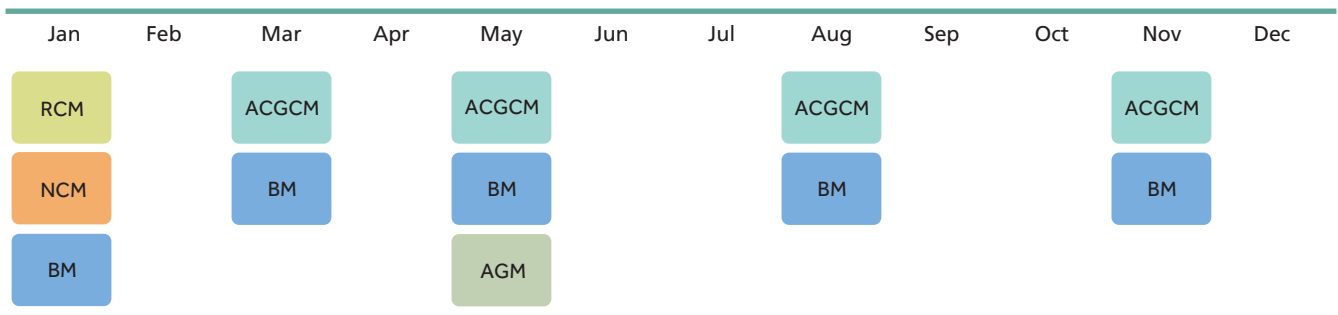 Jan Feb Mar Apr May Jun Jul Aug Sep Oct Nov Dec
RCM ACGCM ACGCM ACGCM ACGCM
NCM BM BM BM BM
BM AGM